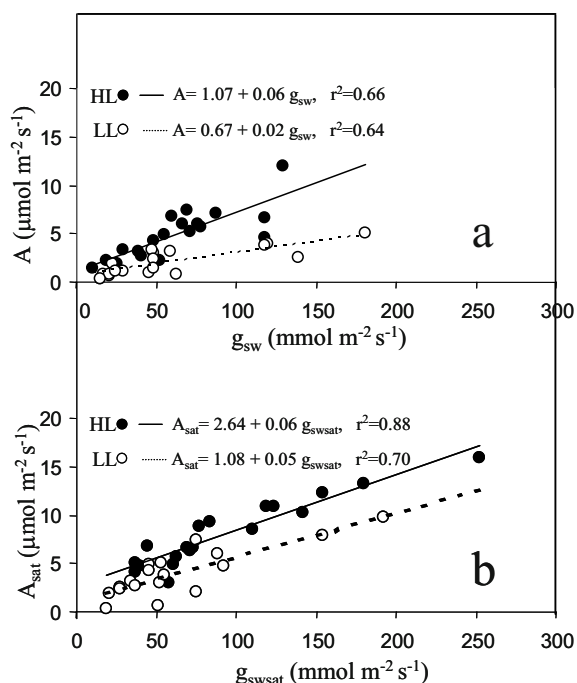 a
20
15
10
5
0
A (μmol m-2 s-1)
HL A= 1.07 + 0.06 gsw, r2=0.66
LL A= 0.67 + 0.02 gsw, r2=0.64
0 50 100 150 200 250 300
gsw (mmol m-2 s-1)
b
20
15
10
5
0
Asat (μmol m-2 s-1)
HL Asat= 2.64 + 0.06 gswsat, r2=0.88
LL Asat= 1.08 + 0.05 gswsat, r2=0.70
0 50 100 150 200 250 300
gswsat (mmol m-2 s-1)